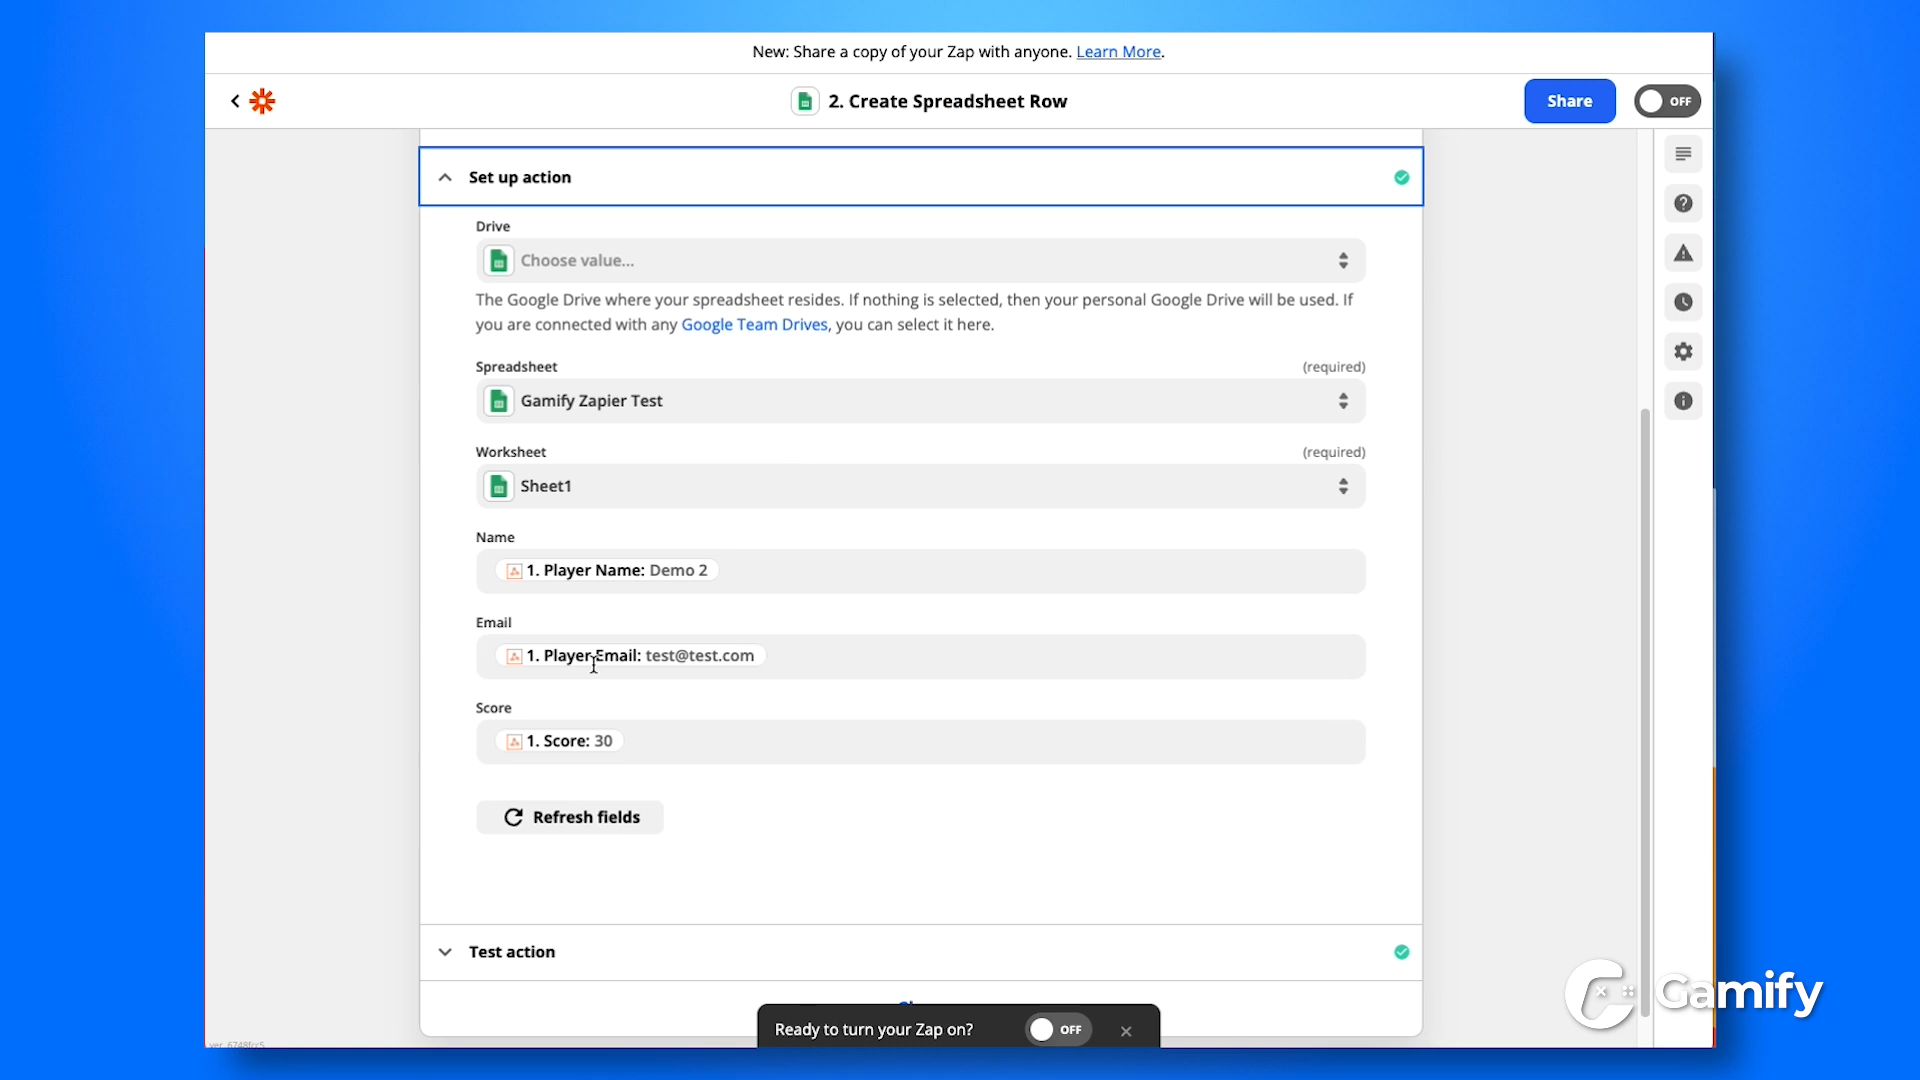 New: Share a copy of your Zap with anyone. Learn More.
2. Create Spreadsheet Row
Share
OFF
Set up action
Drive
Choose value...
The Google Drive where your spreadsheet resides. If nothing is selected, then your personal Google Drive will be used. If
you are connected with any Google Team Drives, you can select it here.
Spreadsheet (required)
Gamify Zapier Test
Worksheet (required)
Sheet1
Name
1. Player Name: Demo 2
Email
1. Player Email: test@test.com
Score
1. Score: 30
Refresh fields
Test action
Ready to turn your Zap on? OFF
Gamify